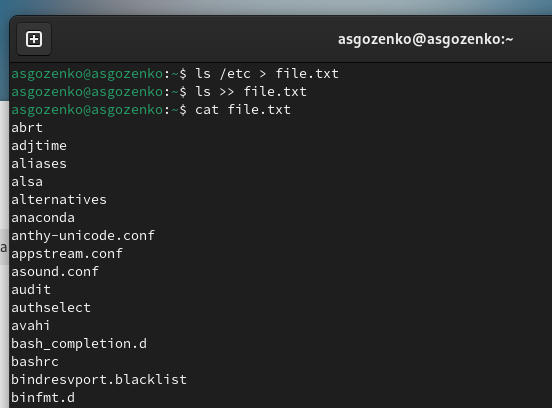 asgozenko@asgozenko:~
asgozenko@asgozenko:~$ ls /etc > file.txt
asgozenko@asgozenko:~$ ls >> file.txt
asgozenko@asgozenko:~$ cat file.txt
abrt
adjtime
aliases
alsa
alternatives
anaconda
anthy-unicode.conf
appstream.conf
asound.conf
a
audit
authselect
avahi
bash_completion.d
bashrc
bindresvport.blacklist
binfmt.d